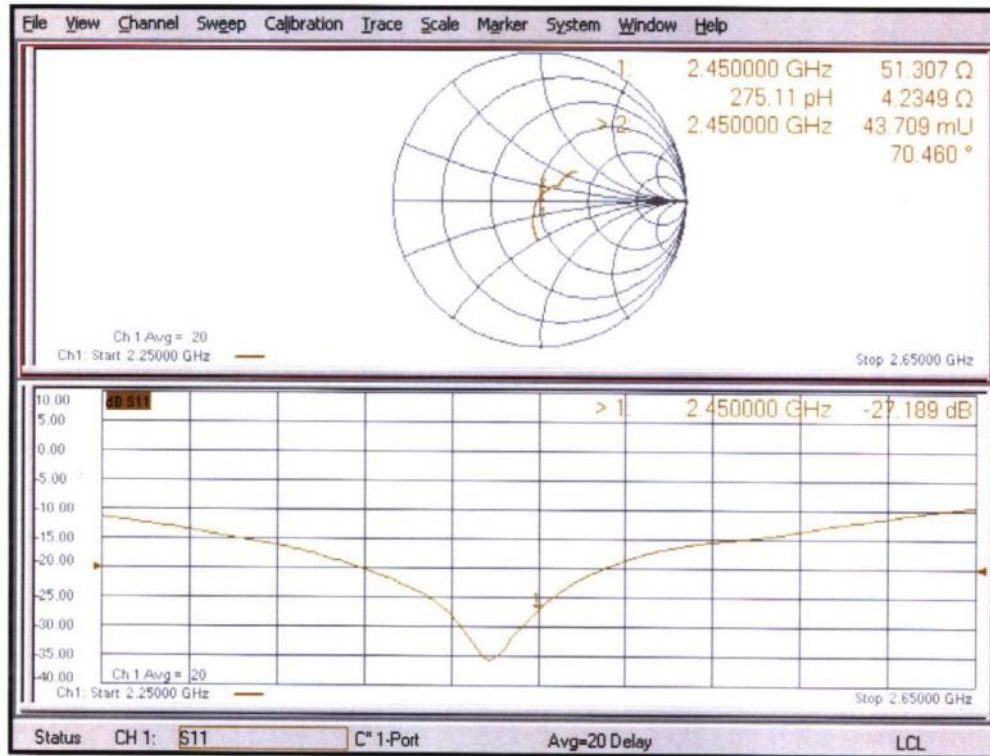 File View Channel Sweep Calibration Trace Scale Marker System Window Help
1: 2.450000 GHz 51.307 Ω
275.11 pH 4.2349 Ω
> 2: 2.450000 GHz 43.709 mU
70.460 °
Ch 1 Avg = 20
Ch1: Start 2.25000 GHz Stop 2.65000 GHz
10.00 dB S11 > 1: 2.450000 GHz -27.189 dB
5.00
0.00
-5.00
-10.00
-15.00
-20.00
-25.00
1
-30.00
-35.00
-40.00 Ch 1 Avg = 20
Ch1: Start 2.25000 GHz Stop 2.65000 GHz
Status CH 1: S11 C* 1-Port Avg=20 Delay LCL